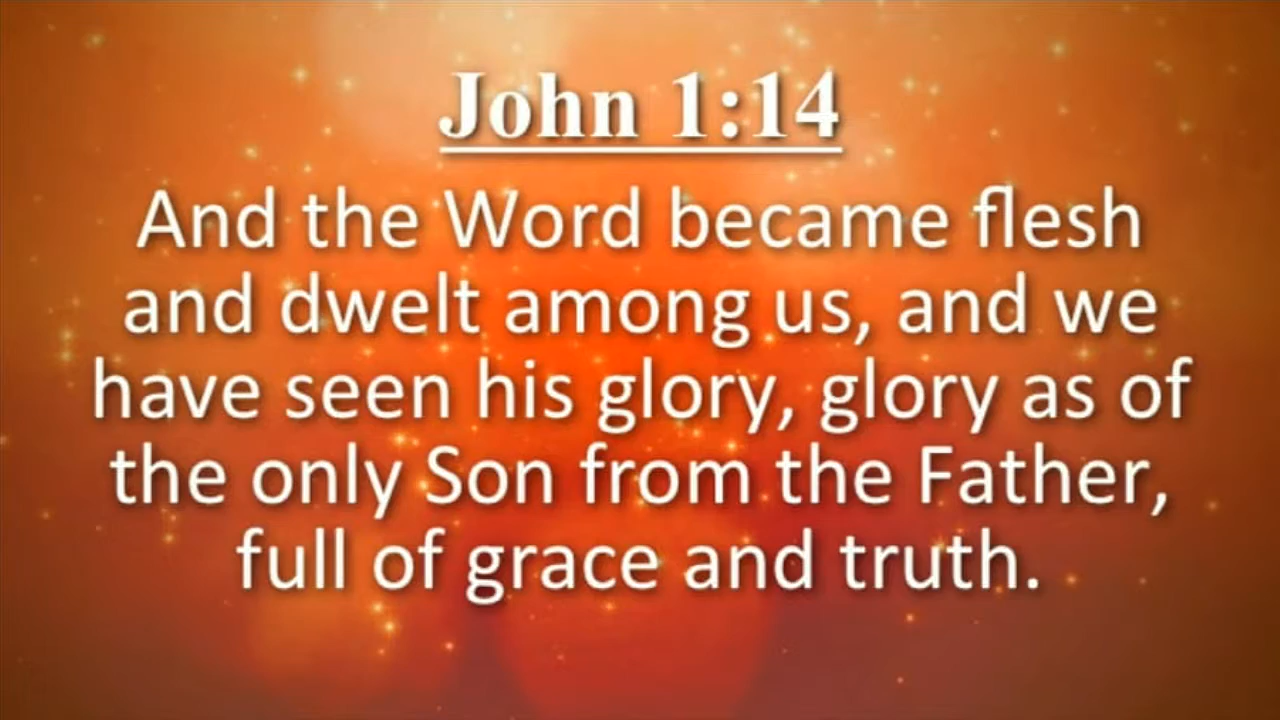 John 1:14
And the Word became flesh
and dwelt among us, and we
have seen his glory, glory as of
the only Son from the Father,
full of grace and truth.